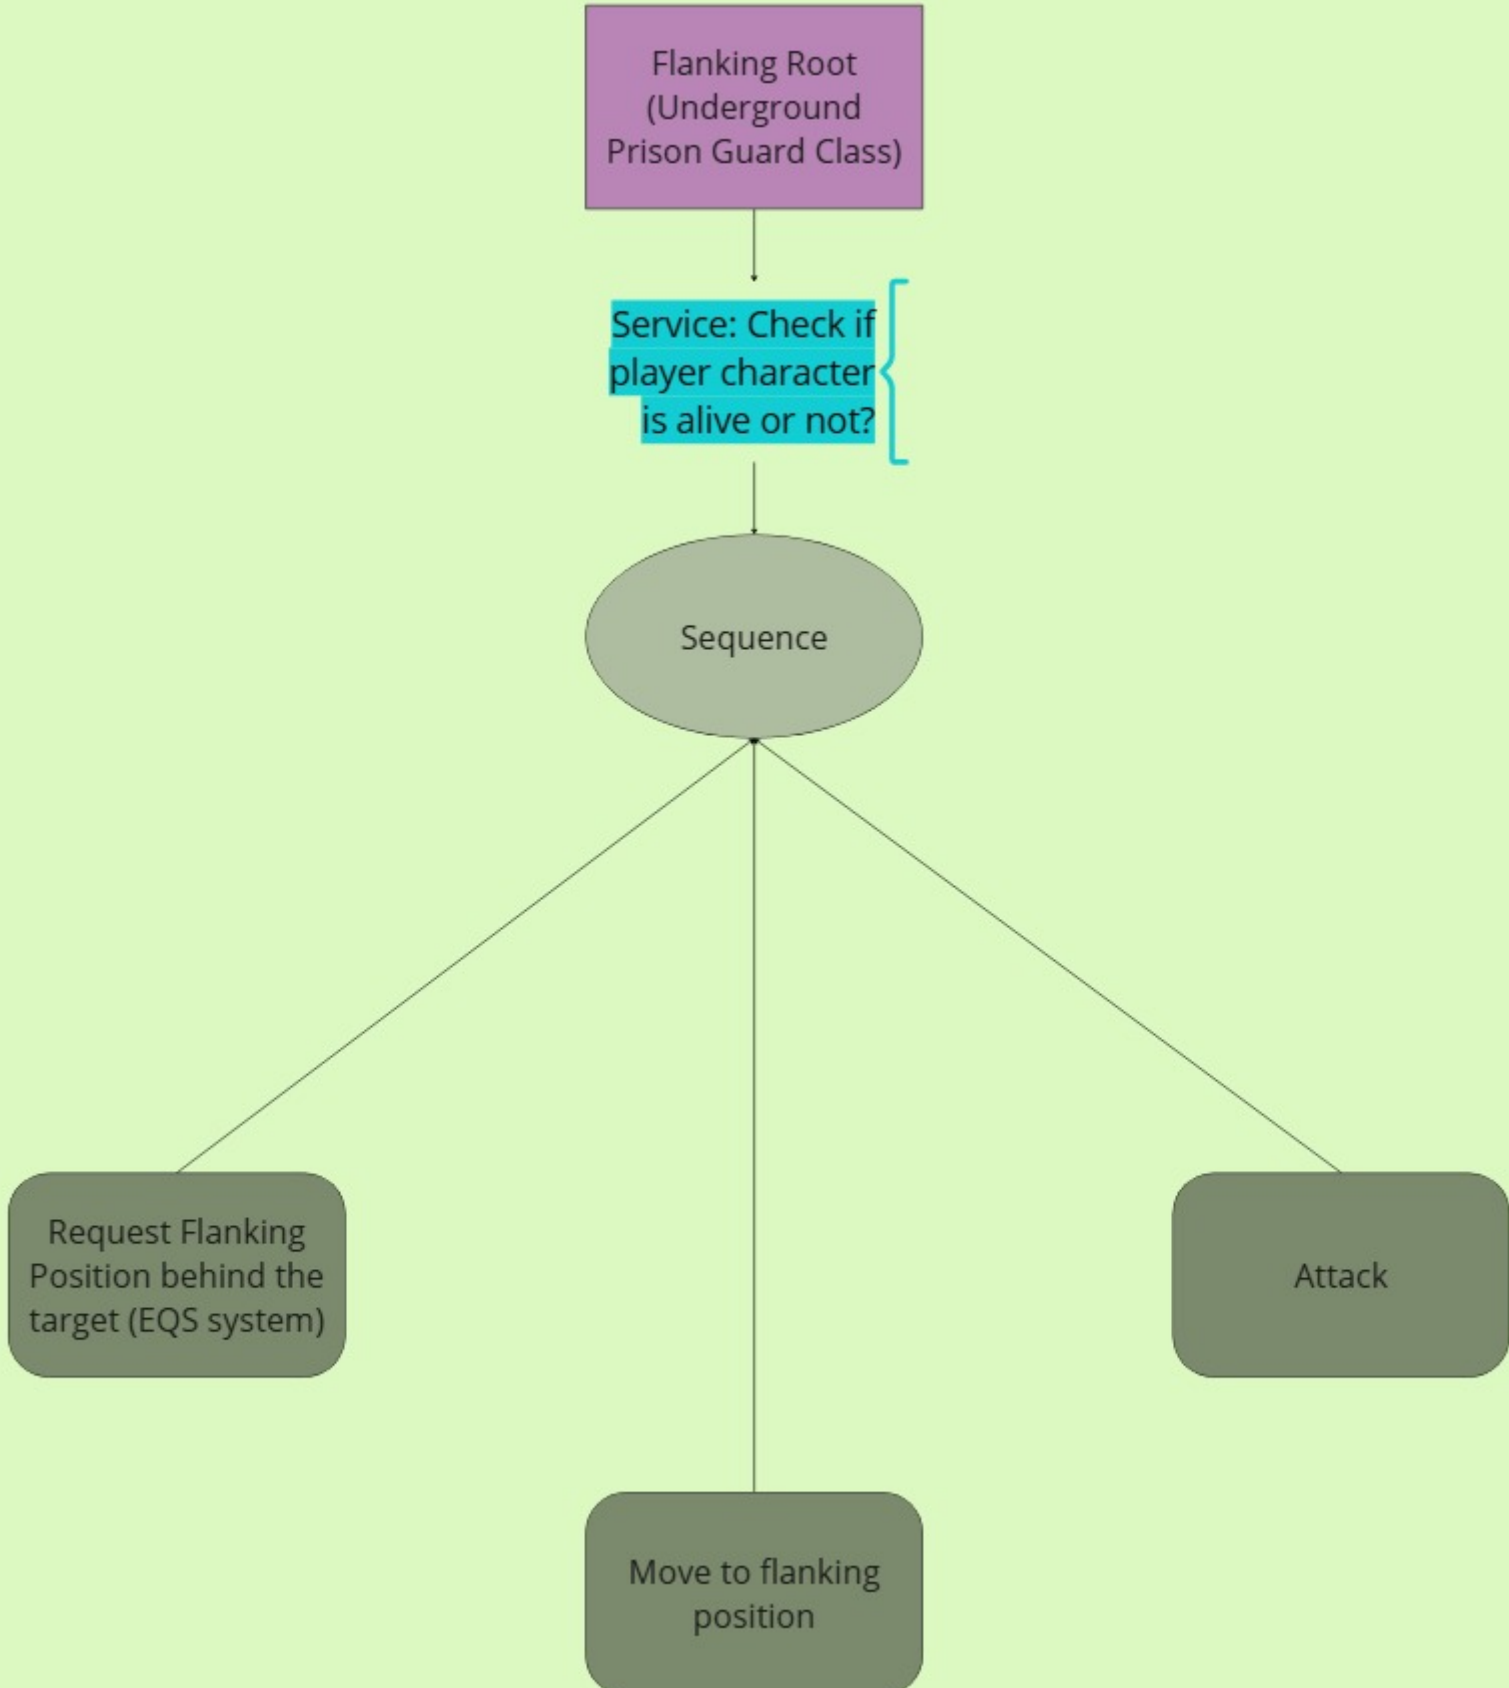 Flanking Root
(Underground
Prison Guard Class)
Service: Check if
player character
is alive or not?
Sequence
Request Flanking
Position behind the
target (EQS system)
Attack
Move to flanking
position